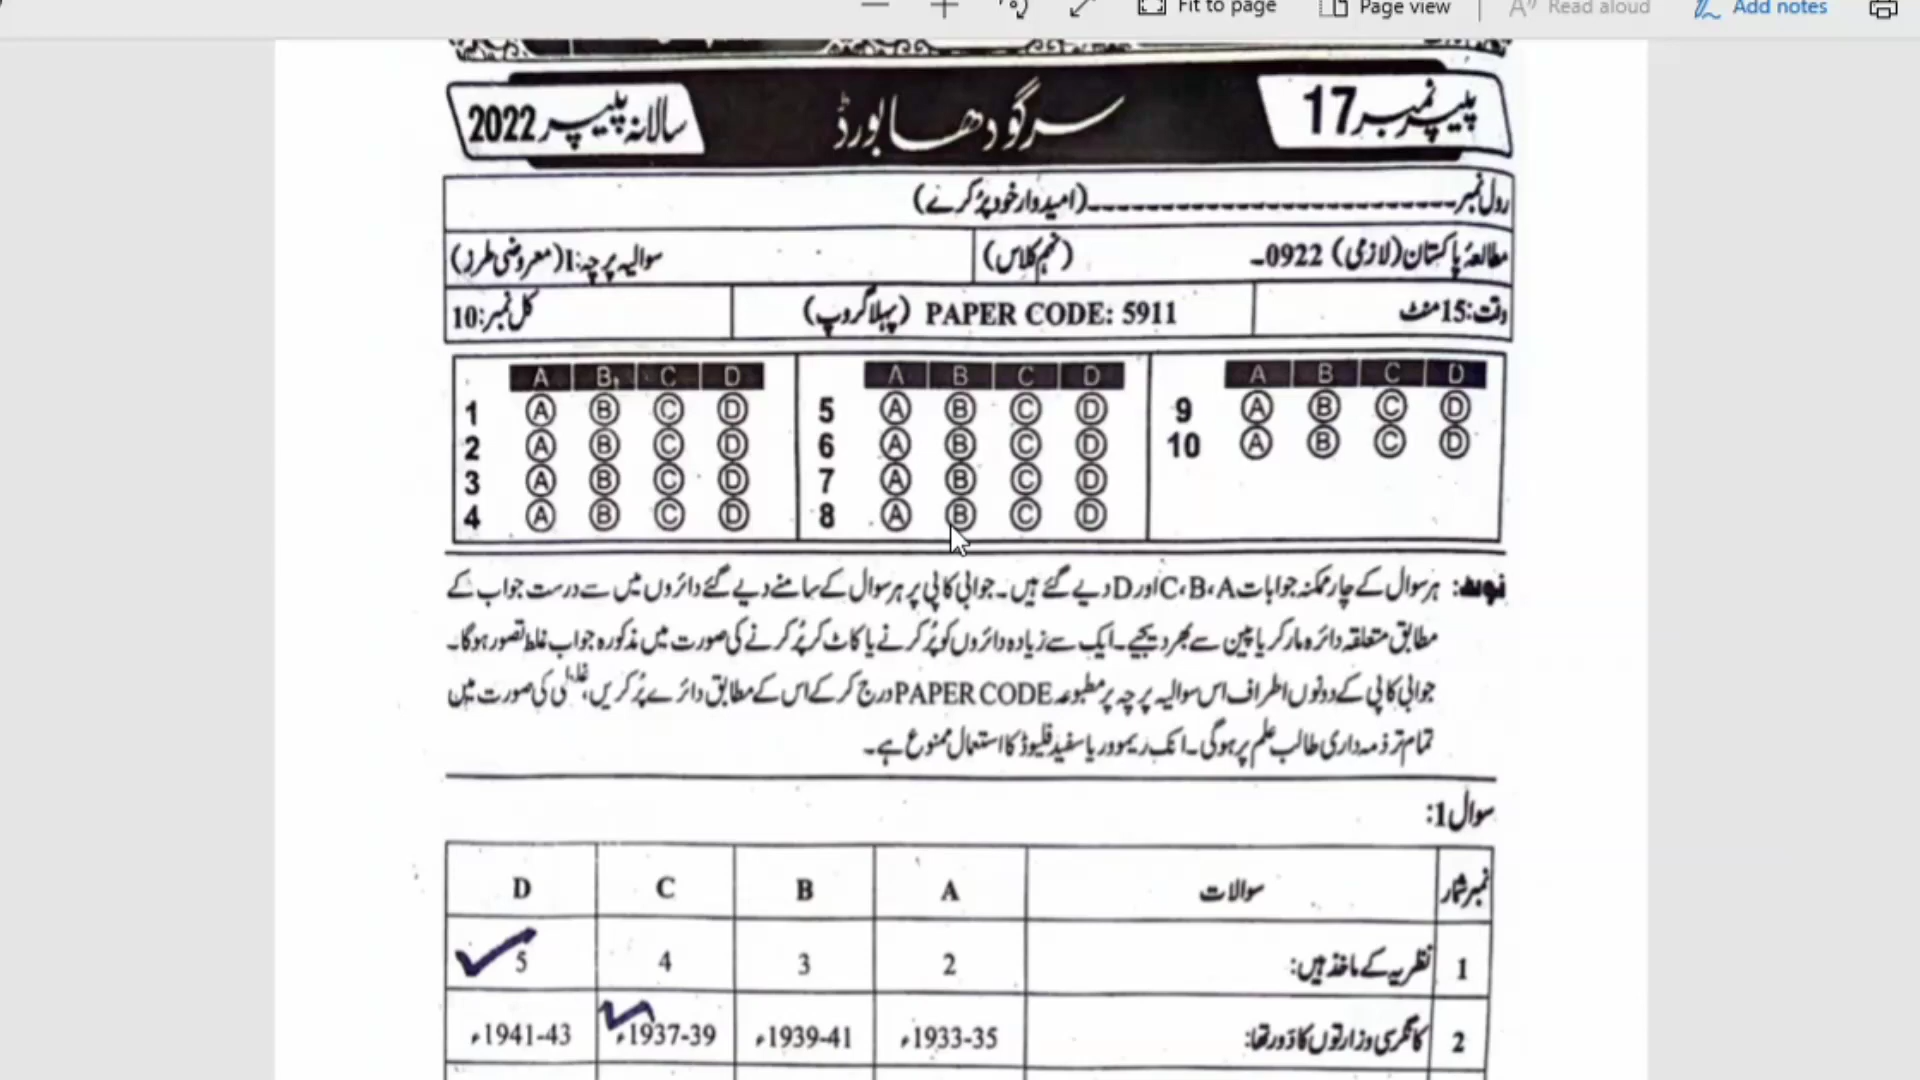 Fit to page
Page view
Read aloud
Add notes
پیپر نمبر 17
سرگودھا بورڈ
سالانہ پیپر 2022
رول نمبر---------------------------(امیدوار خود پُر کرے)
مطالعۂ پاکستان (لازمی) 0922۔ (نہم کلاس) سوالیہ پرچہ: 1 (معروضی طرز)
وقت: 15 منٹ PAPER CODE: 5911 (پہلا گروپ) کل نمبر: 10
A B C D A B C D A B C D
1 A B C D 5 A B C D 9 A B C D
2 A B C D 6 A B C D 10 A B C D
3 A B C D 7 A B C D
4 A B C D 8 A B C D
نوٹ: ہر سوال کے چار ممکنہ جوابات C،B،A اور D دیے گئے ہیں۔ جوابی کاپی پر ہر سوال کے سامنے دیے گئے دائروں میں سے درست جواب کے
مطابق متعلقہ دائرہ مارکر یا پین سے بھر دیجیے۔ ایک سے زیادہ دائروں کو پُر کرنے یا کاٹ کر پُر کرنے کی صورت میں مذکورہ جواب غلط تصور ہوگا۔
جوابی کاپی کے دونوں اطراف اس سوالیہ پرچہ پر مطبوعہ PAPER CODE درج کر کے اس کے مطابق دائرے پُر کریں، غلطی کی صورت میں
تمام تر ذمہ داری طالب علم پر ہوگی۔ انک ریموور یا سفید فلیوڈ کا استعمال ممنوع ہے۔
سوال 1:
نمبر شمار سوالات A B C D
1 نظریہ کے ماخذ ہیں: 2 3 4 5
2 کانگرسی وزارتوں کا دَور تھا: 1933-35ء 1939-41ء 1937-39ء 1941-43ء